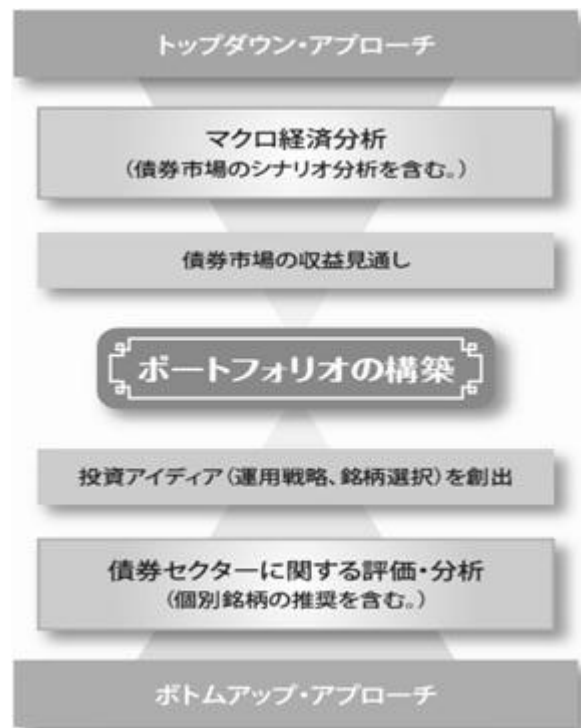 トップダウン・アプローチ
マクロ経済分析
(債券市場のシナリオ分析を含む。)
債券市場の収益見通し
ポートフォリオの構築
投資アイディア(運用戦略、銘柄選択)を創出
債券セクターに関する評価・分析
(個別銘柄の推奨を含む。)
ボトムアップ・アプローチ